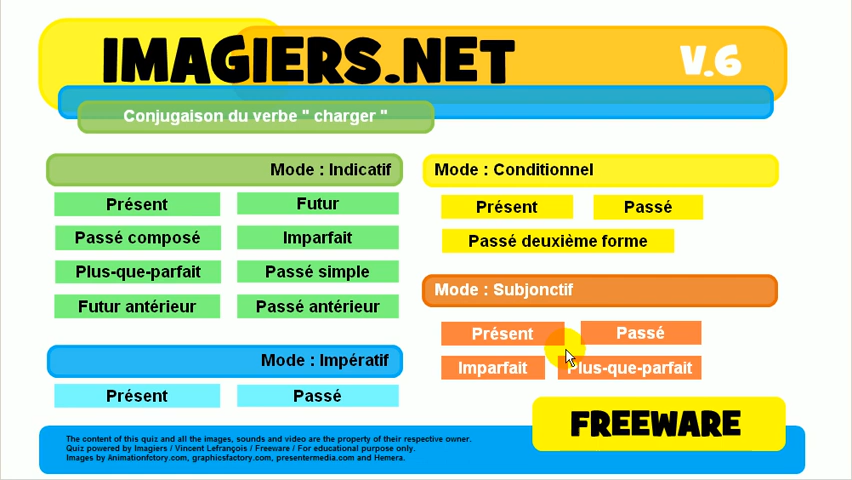 IMAGIERS.NET
V.6
Conjugaison du verbe " charger "
Mode : Indicatif
Présent
Futur
Passé composé
Imparfait
Plus-que-parfait
Passé simple
Futur antérieur
Passé antérieur
Mode : Impératif
Présent
Passé
Mode : Conditionnel
Présent
Passé
Passé deuxième forme
Mode : Subjonctif
Présent
Passé
Imparfait
Plus-que-parfait
FREEWARE
The content of this quiz and all the images, sounds and video are the property of their respective owner.
Quiz powered by Imagiers / Vincent Lefrançois / Freeware / For educational purpose only.
Images by Animationfctory.com, graphicsfactory.com, presentermedia.com and Hemera.